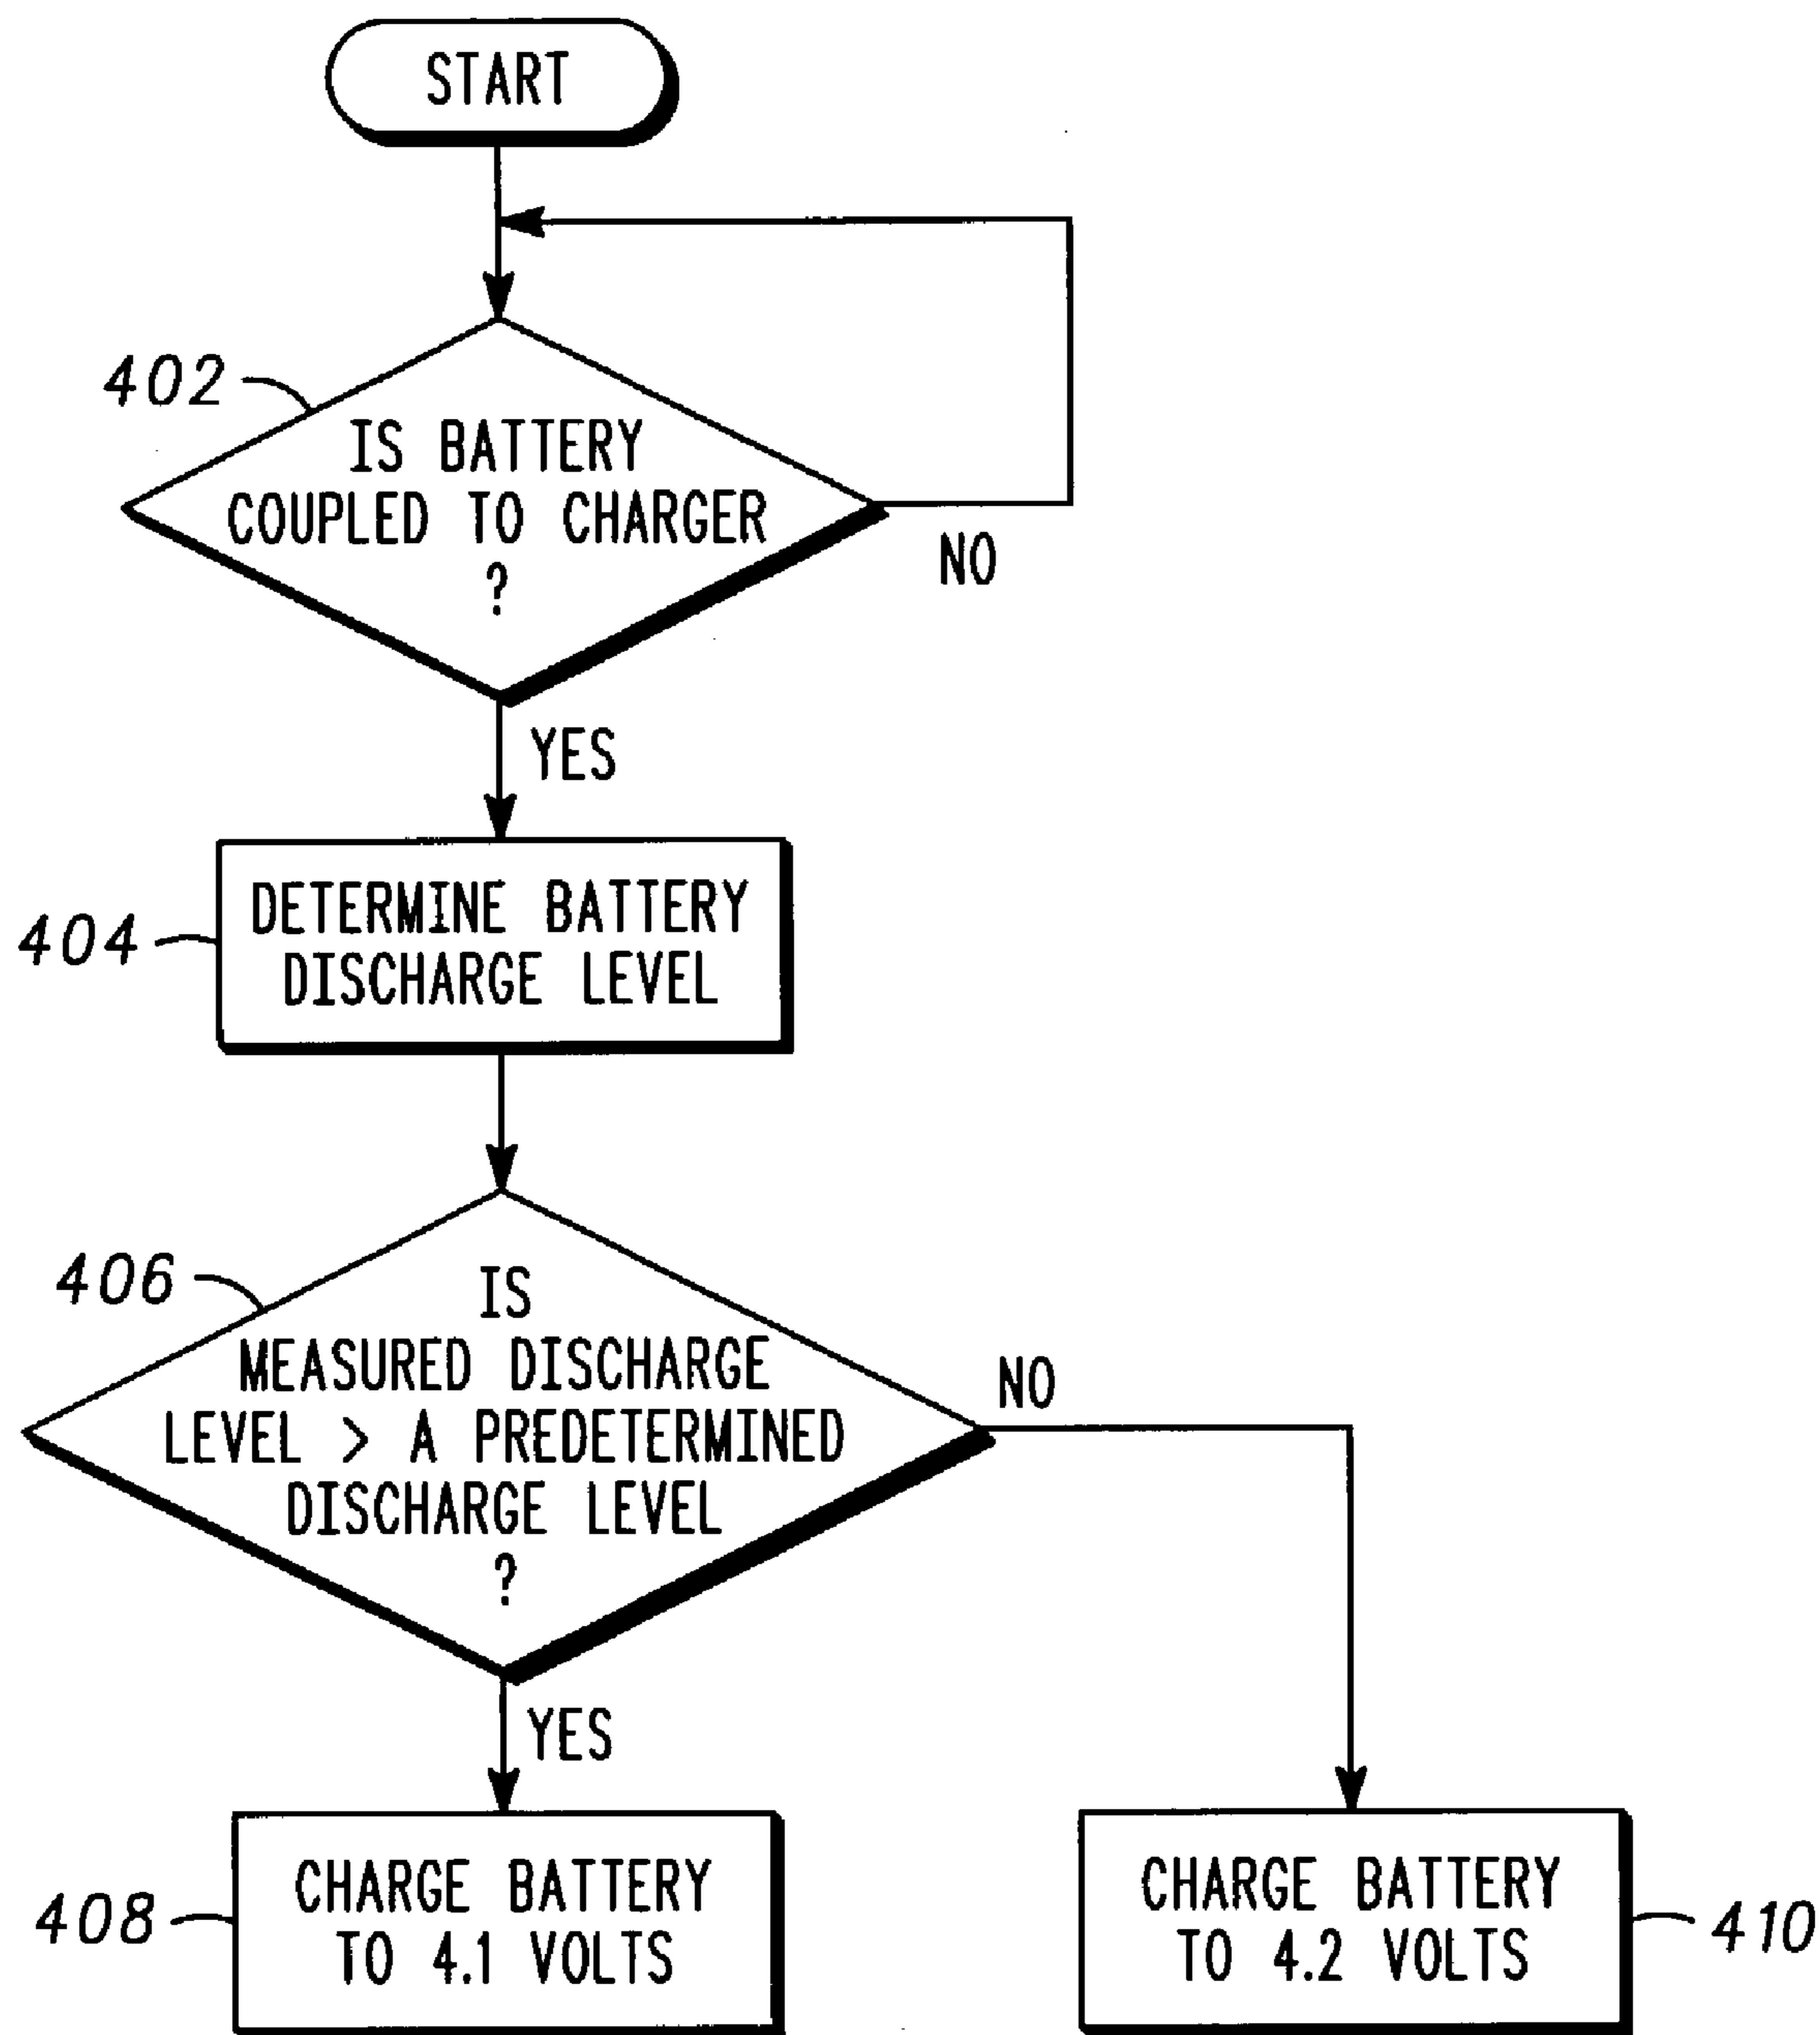 START
402
IS BATTERY
COUPLED TO CHARGER
?
NO
YES
404
DETERMINE BATTERY
DISCHARGE LEVEL
406
IS
MEASURED DISCHARGE
LEVEL > A PREDETERMINED
DISCHARGE LEVEL
?
NO
YES
408
CHARGE BATTERY
TO 4.1 VOLTS
CHARGE BATTERY
TO 4.2 VOLTS
410